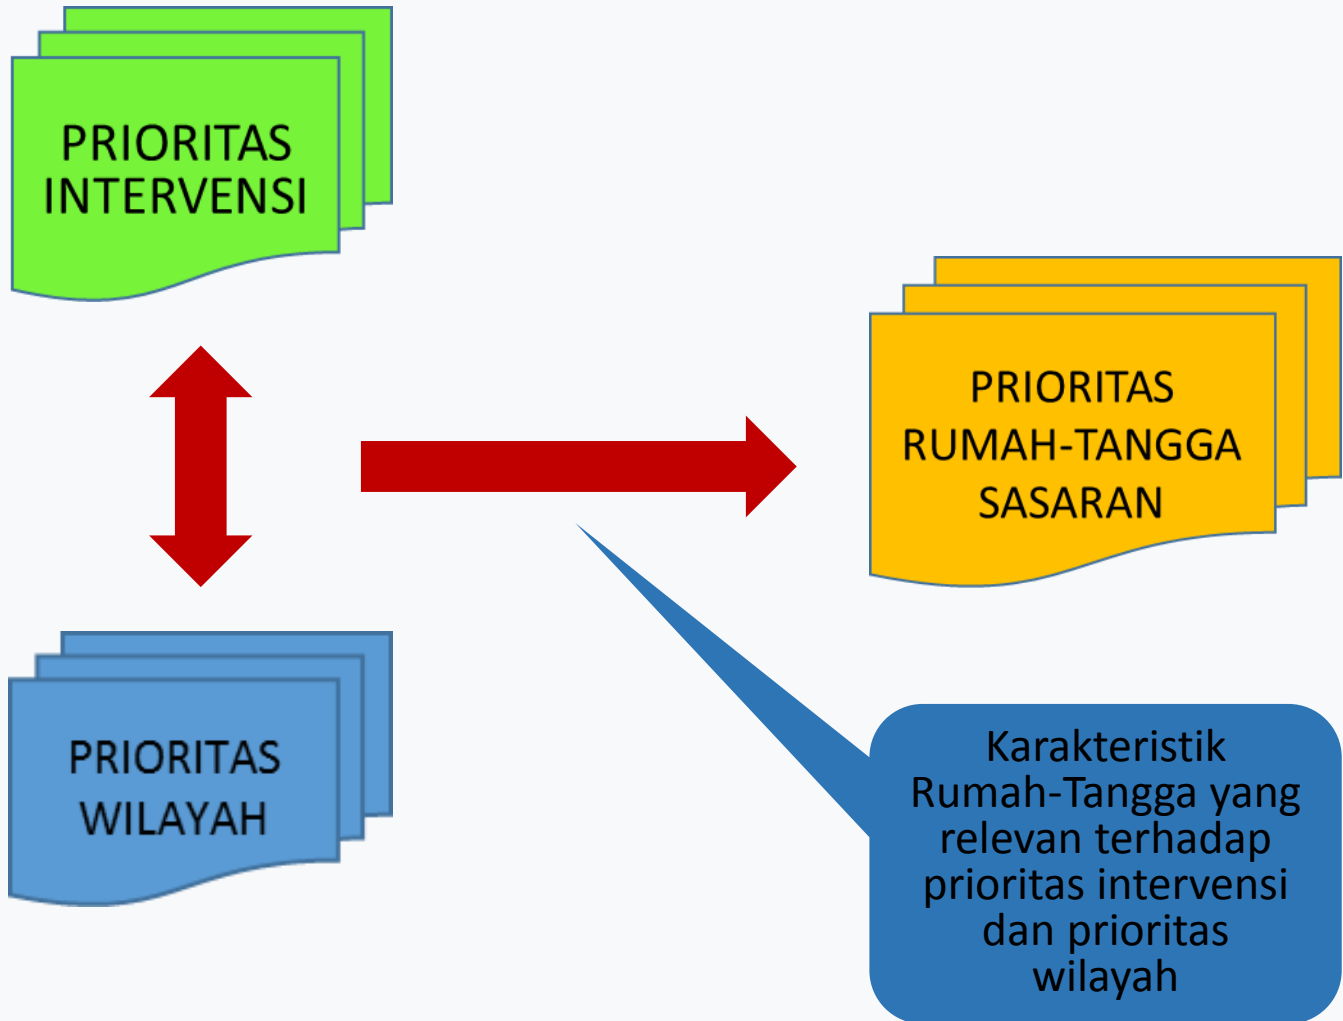 PRIORITAS
INTERVENSI
PRIORITAS
RUMAH-TANGGA
SASARAN
PRIORITAS
WILAYAH
Karakteristik
Rumah-Tangga yang
relevan terhadap
prioritas intervensi
dan prioritas
wilayah